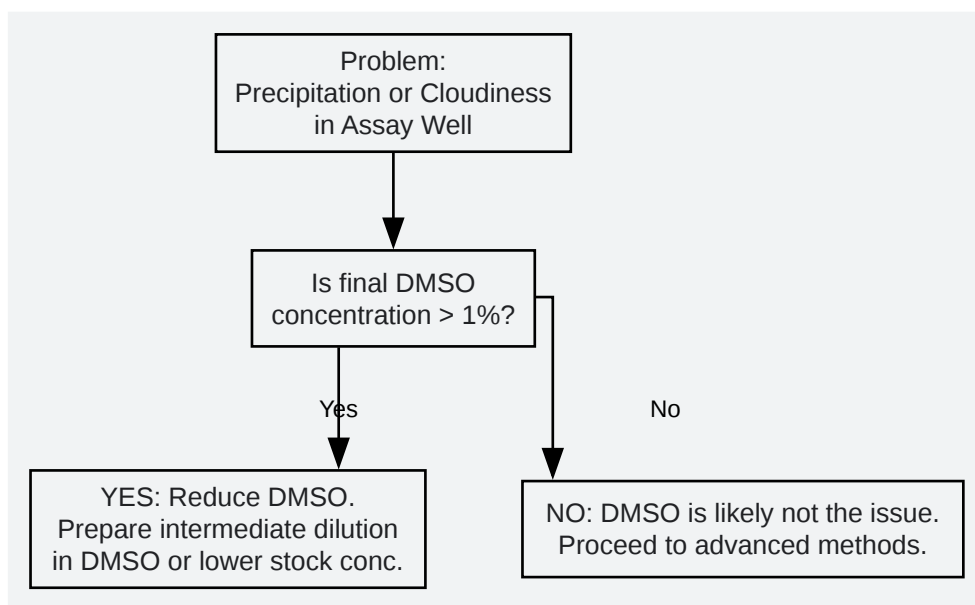 Problem:
Precipitation or Cloudiness
in Assay Well
Is final DMSO
concentration > 1%?
Yes
No
YES: Reduce DMSO.
Prepare intermediate dilution
in DMSO or lower stock conc.
NO: DMSO is likely not the issue.
Proceed to advanced methods.